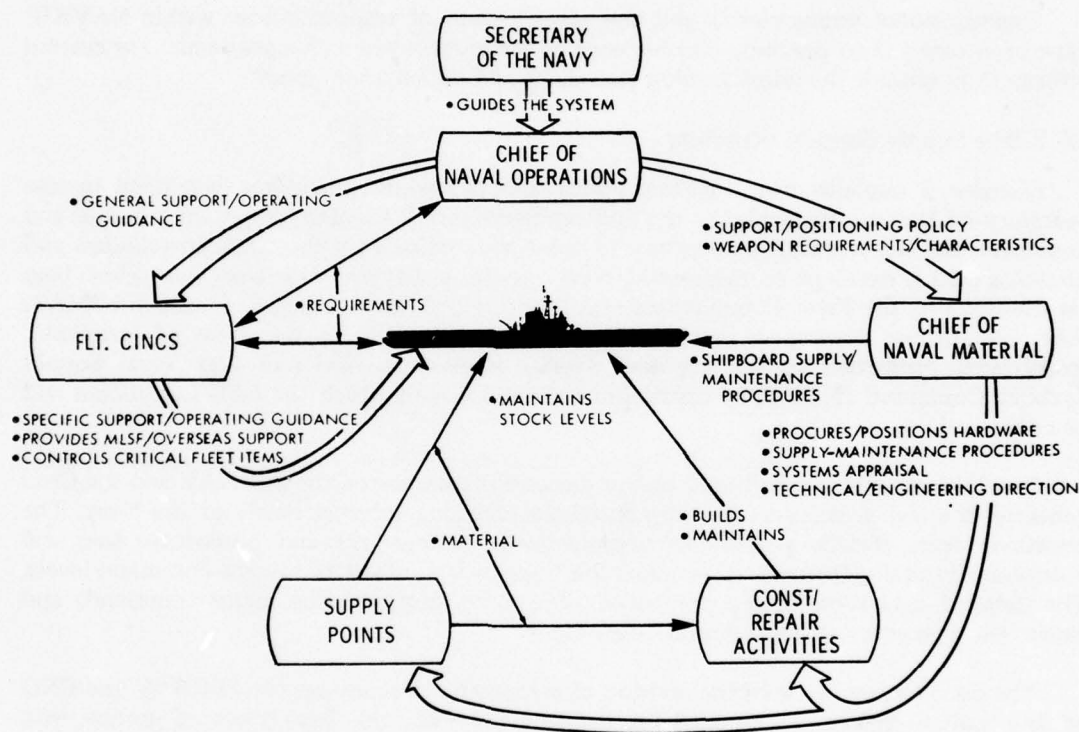 SECRETARY
OF THE NAVY
• GUIDES THE SYSTEM
CHIEF OF
NAVAL OPERATIONS
• GENERAL SUPPORT/OPERATING
GUIDANCE
• SUPPORT/POSITIONING POLICY
• WEAPON REQUIREMENTS/CHARACTERISTICS
• REQUIREMENTS
FLT. CINCS
CHIEF OF
NAVAL MATERIAL
• SHIPBOARD SUPPLY/
MAINTENANCE
PROCEDURES
• MAINTAINS
STOCK LEVELS
• SPECIFIC SUPPORT/OPERATING GUIDANCE
• PROVIDES MLSF/OVERSEAS SUPPORT
• CONTROLS CRITICAL FLEET ITEMS
• PROCURES/POSITIONS HARDWARE
• SUPPLY-MAINTENANCE PROCEDURES
• SYSTEMS APPRAISAL
• TECHNICAL/ENGINEERING DIRECTION
• BUILDS
• MAINTAINS
• MATERIAL
SUPPLY
POINTS
CONST/
REPAIR
ACTIVITIES